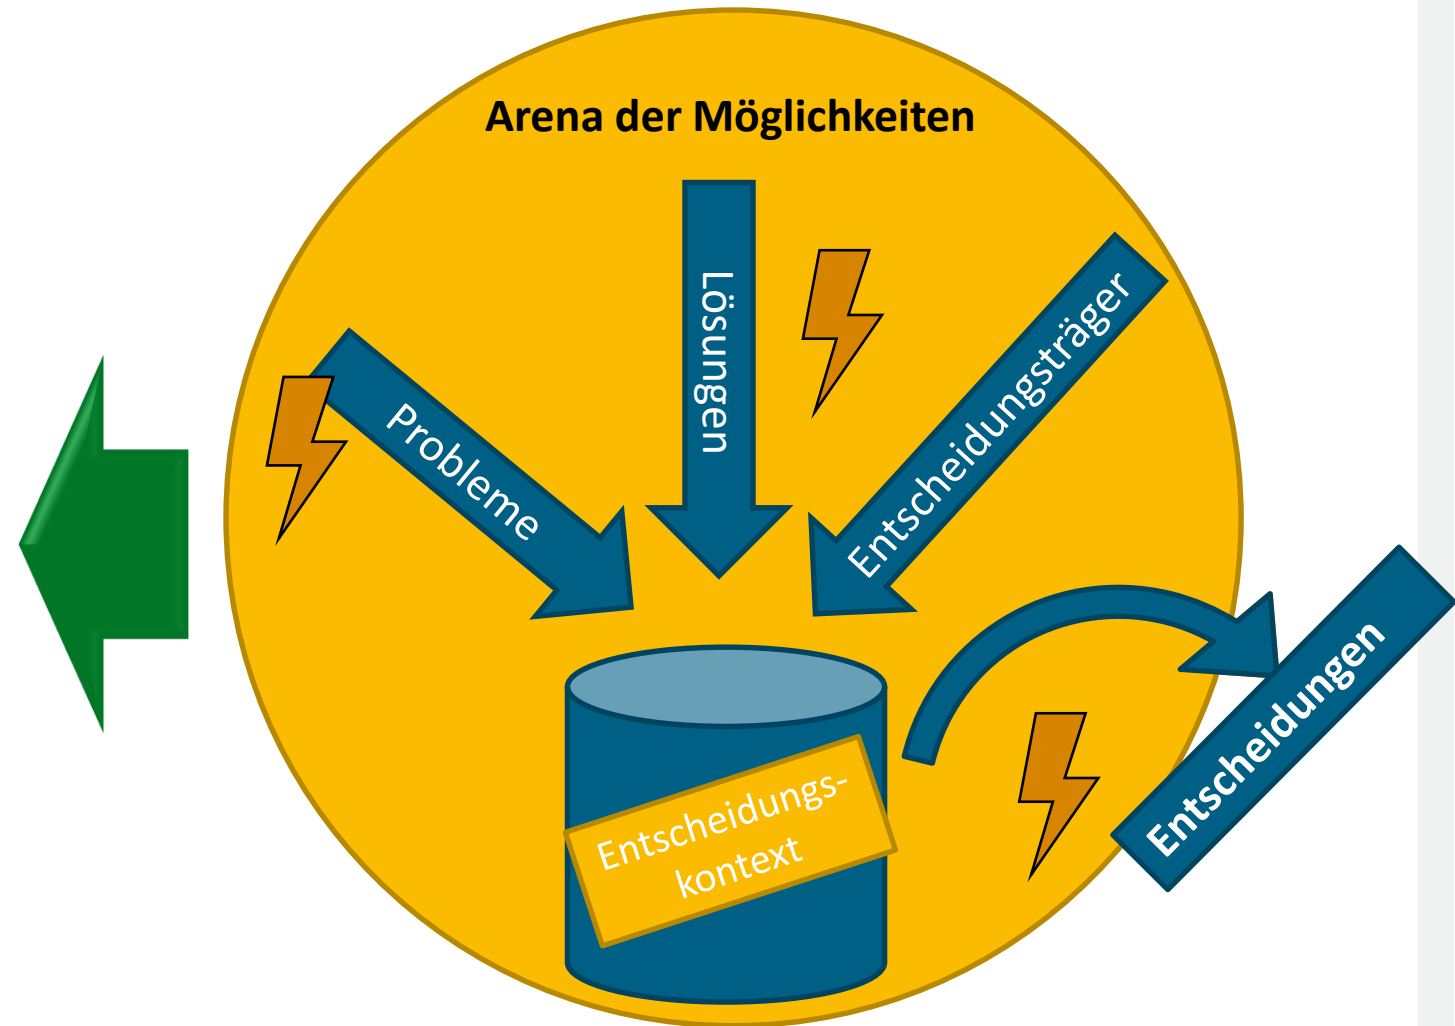 Arena der Möglichkeiten
Lösungen
Probleme
Entscheidungsträger
Entscheidungs-
kontext
Entscheidungen